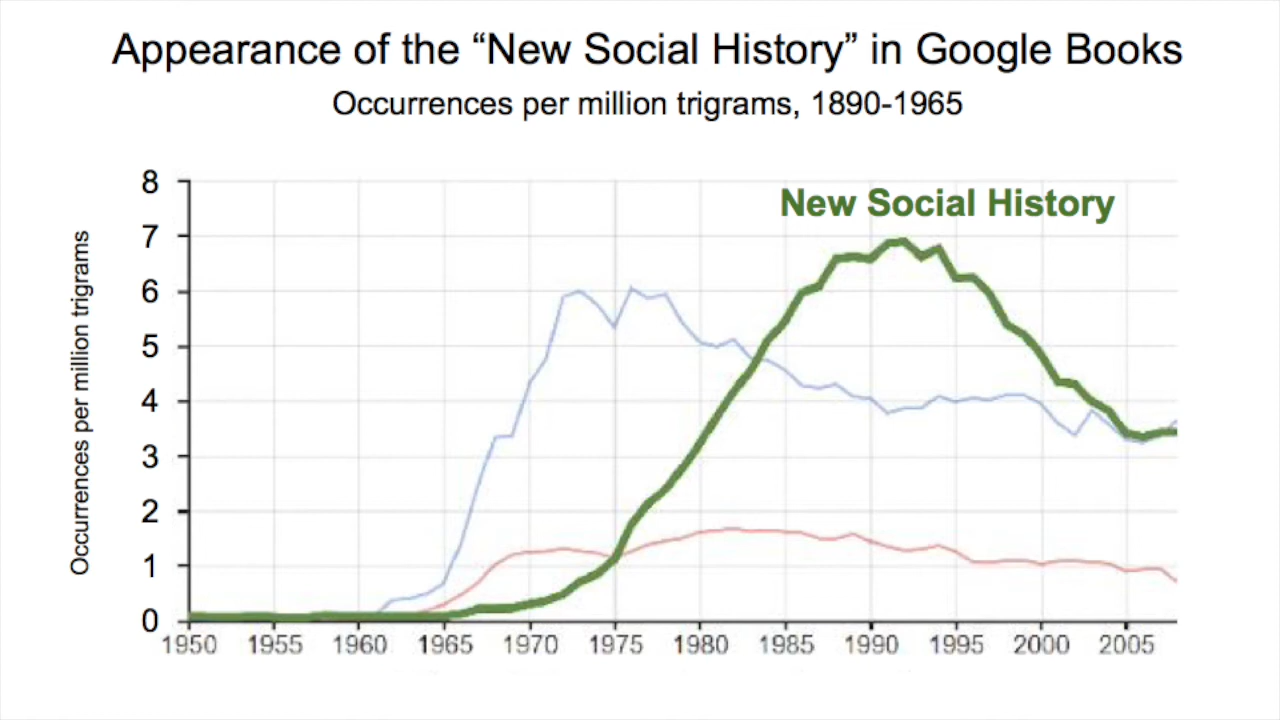 Appearance of the “New Social History” in Google Books
Occurrences per million trigrams, 1890-1965
New Social History
Occurrences per million trigrams
8
7
6
5
4
3
2
1
0
1950 1955 1960 1965 1970 1975 1980 1985 1990 1995 2000 2005